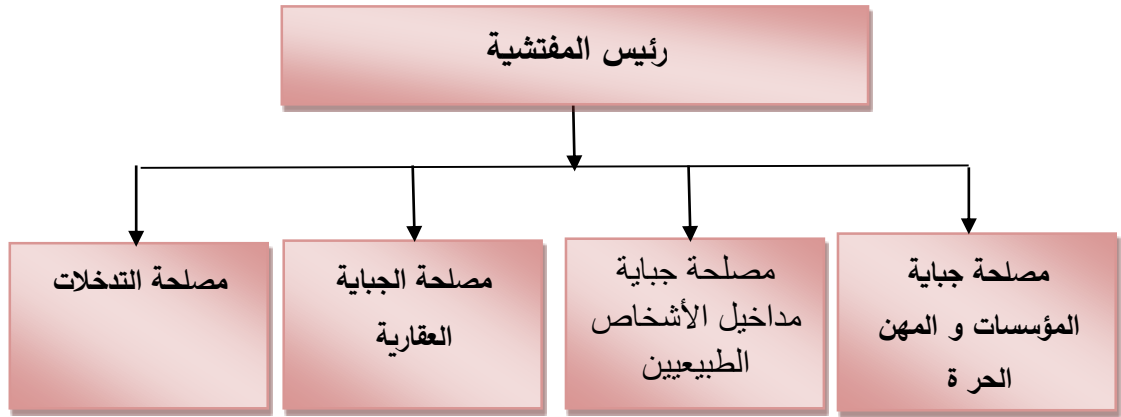 رئيس المفتشية
مصلحة جباية
المؤسسات و المهن
الحر ة
مصلحة جباية
مداخيل الأشخاص
الطبيعيين
مصلحة الجباية
العقارية
مصلحة التدخلات